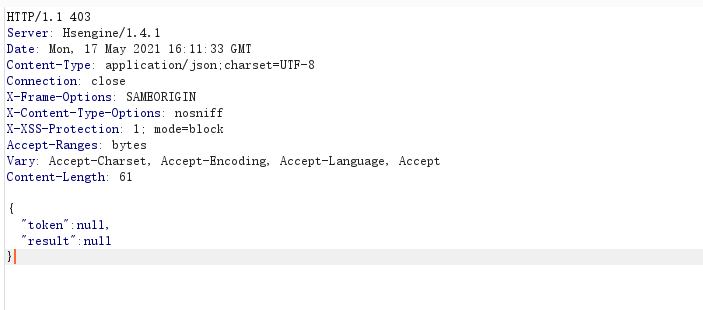 HTTP/1.1 403
Server: Hsengine/1.4.1
Date: Mon, 17 May 2021 16:11:33 GMT
Content-Type: application/json;charset=UTF-8
Connection: close
X-Frame-Options: SAMEORIGIN
X-Content-Type-Options: nosniff
X-XSS-Protection: 1; mode=block
Accept-Ranges: bytes
Vary: Accept-Charset, Accept-Encoding, Accept-Language, Accept
Content-Length: 61

{
  "token":null,
  "result":null
}